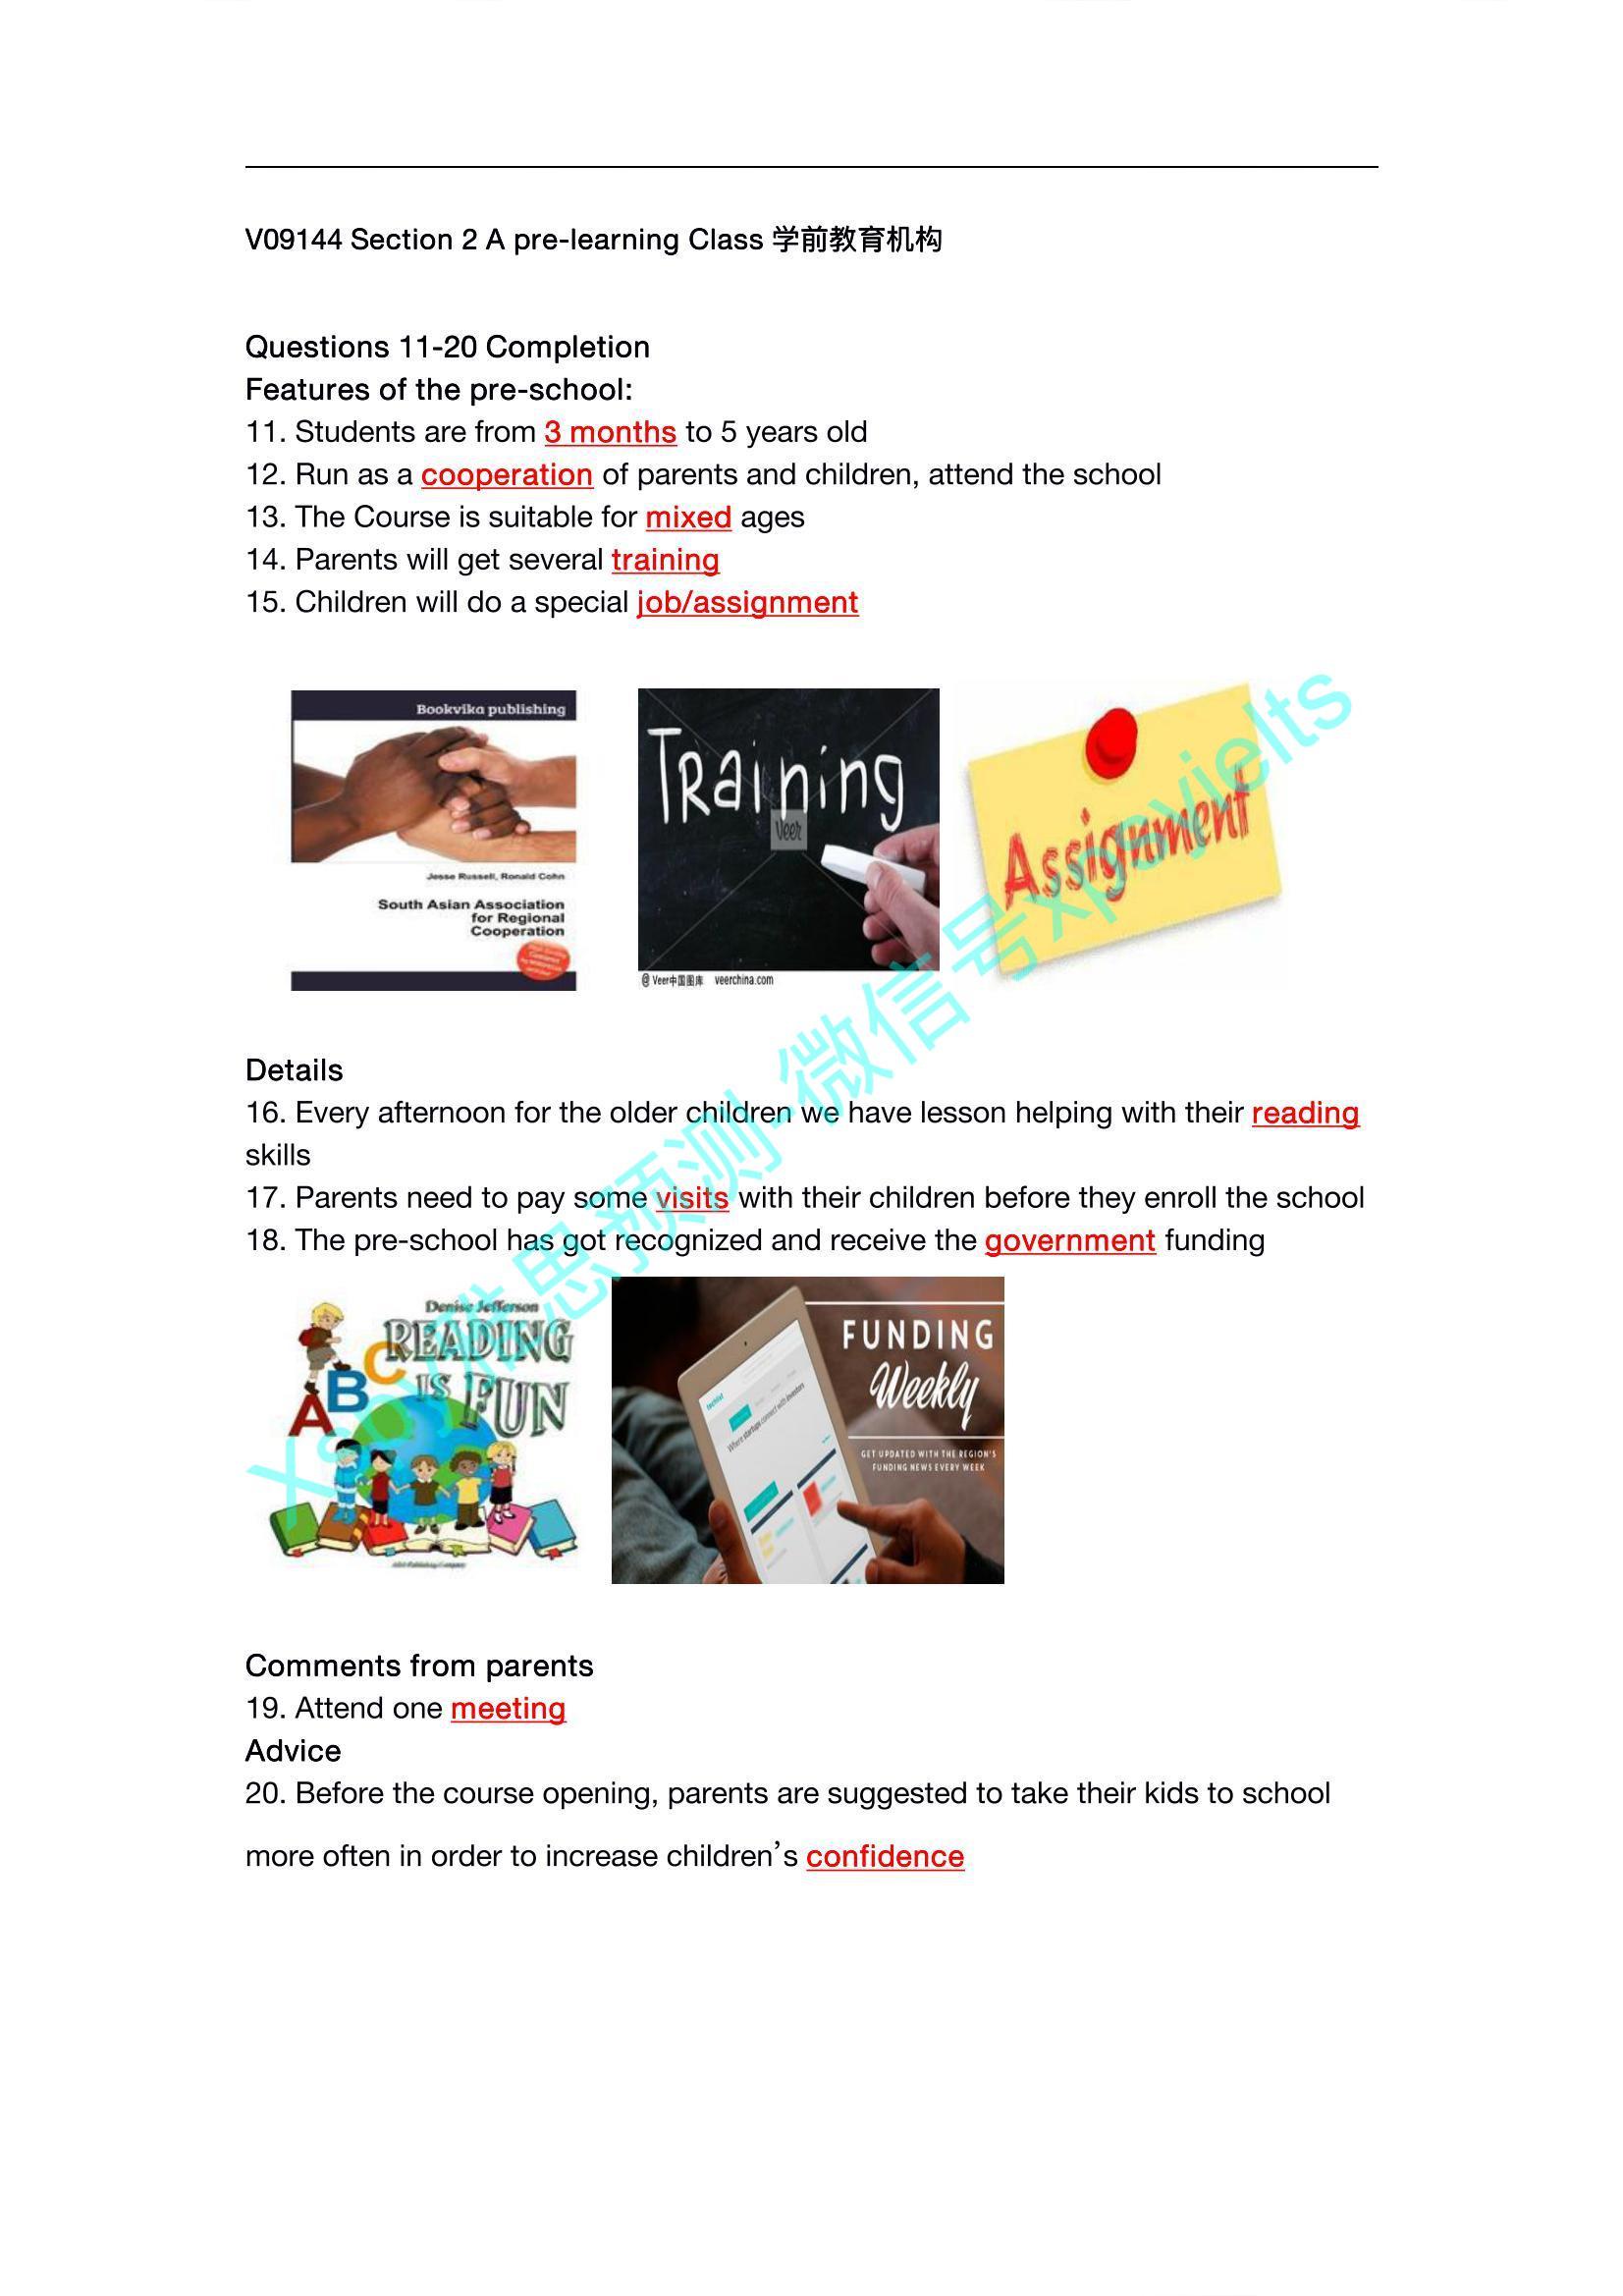 V09144 Section 2 A pre-learning Class 学前教育机构
Questions 11-20 Completion
Features of the pre-school:
11. Students are from 3 months to 5 years old
12. Run as a cooperation of parents and children, attend the school
13. The Course is suitable for mixed ages
14. Parents will get several training
15. Children will do a special job/assignment
Bookvika publishing
Jesse Russell, Ronald Cohn
South Asian Association
for Regional
Cooperation
Training
Veer
@ Veer中国图库 veerchina.com
Assignment
Details
16. Every afternoon for the older children we have lesson helping with their reading
skills
17. Parents need to pay some visits with their children before they enroll the school
18. The pre-school has got recognized and receive the government funding
Denise Jefferson
READING
IS FUN
ABC
FUNDING
Weekly
GET UPDATED WITH THE REGION'S
FUNDING NEWS EVERY WEEK
techlist
Where startups connect with investors
Comments from parents
19. Attend one meeting
Advice
20. Before the course opening, parents are suggested to take their kids to school
more often in order to increase children’s confidence
Xsyy雅思预测-微信号xpsyielts